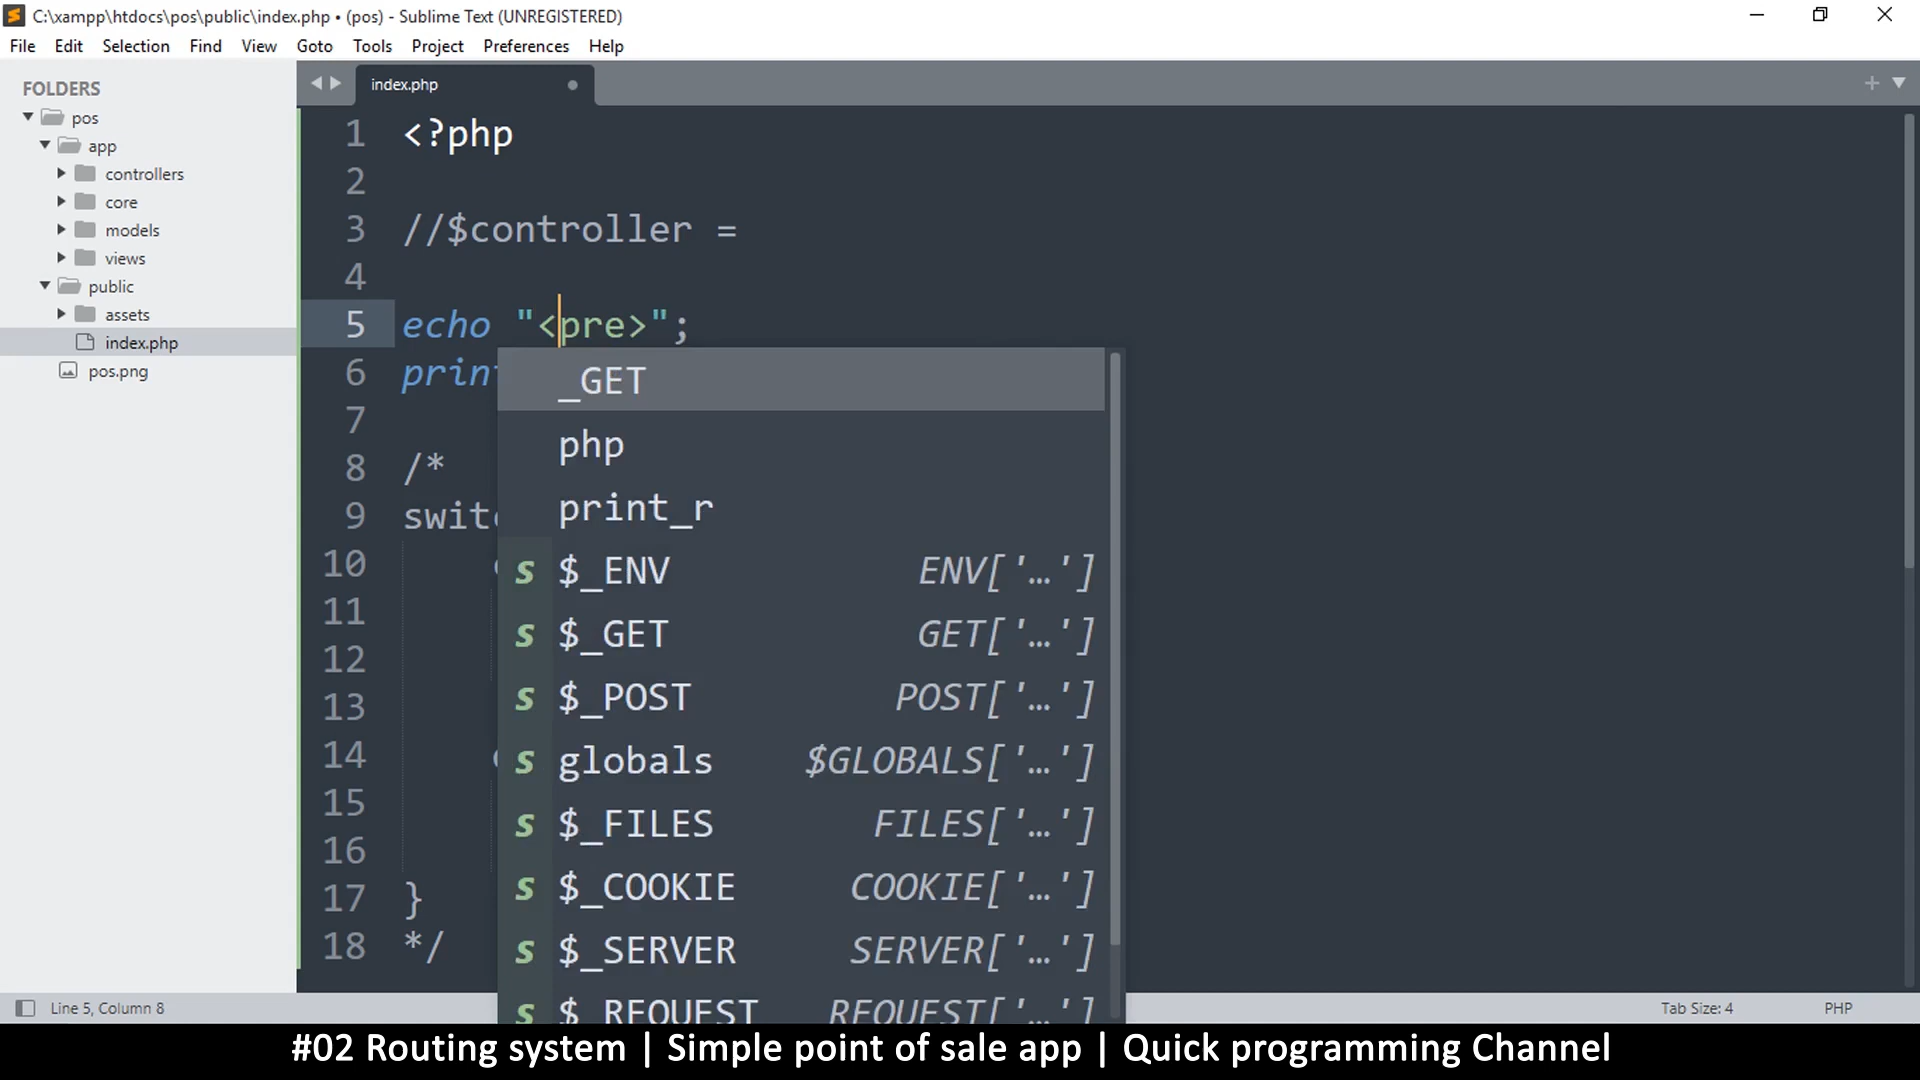 C:\xampp\htdocs\pos\public\index.php • (pos) - Sublime Text (UNREGISTERED)
File Edit Selection Find View Goto Tools Project Preferences Help
FOLDERS
pos
app
controllers
core
models
views
public
assets
index.php
pos.png
index.php
1 <?php
2
3 //$controller =
4
5 echo "<pre>";
6 print
7
8 /*
9 switc
10
11
12
13
14
15
16
17 }
18 */
_GET
php
print_r
s $_ENV ENV['…']
s $_GET GET['…']
s $_POST POST['…']
s globals $GLOBALS['…']
s $_FILES FILES['…']
s $_COOKIE COOKIE['…']
s $_SERVER SERVER['…']
s $_REQUEST REQUEST['…']
Line 5, Column 8
Tab Size: 4
PHP
#02 Routing system | Simple point of sale app | Quick programming Channel